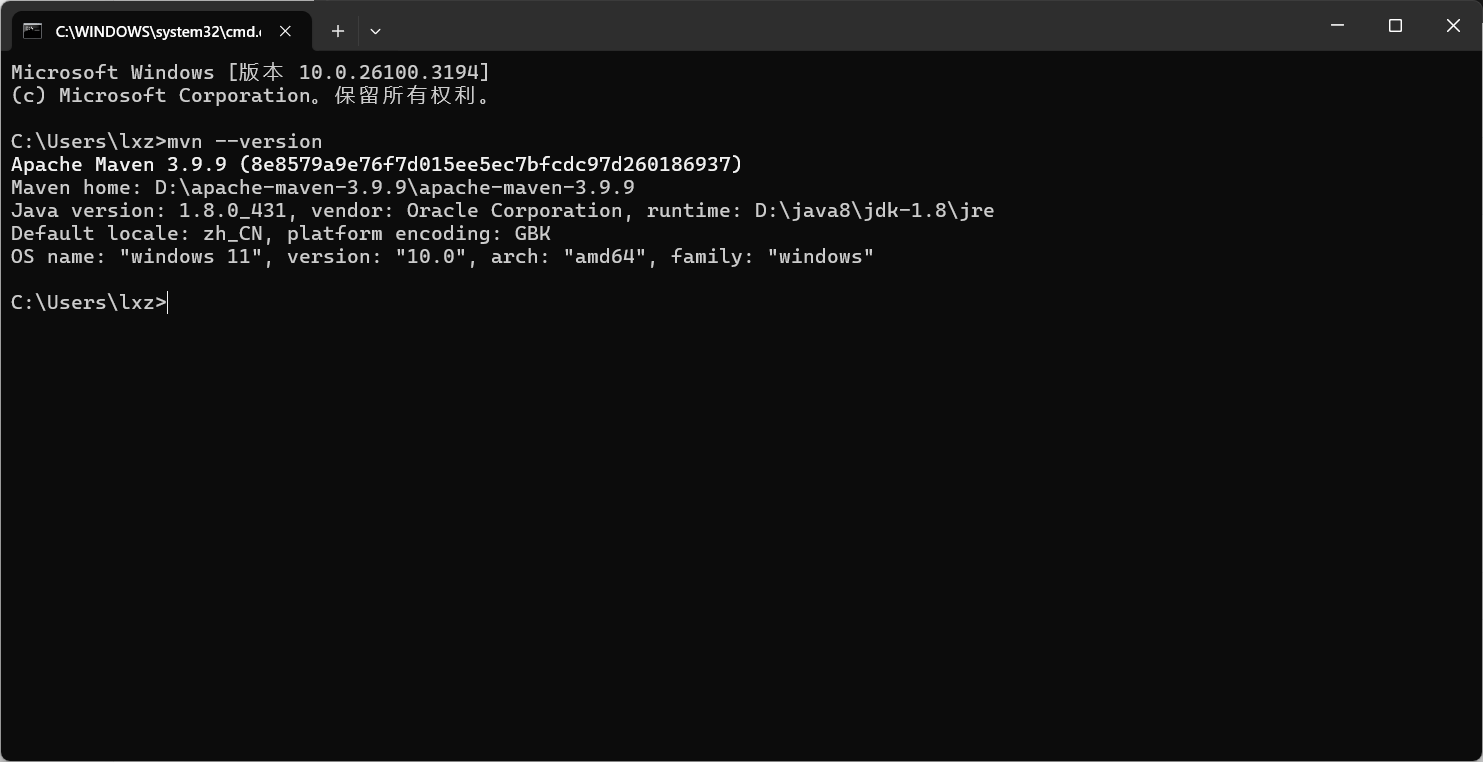 C:\WINDOWS\system32\cmd.
Microsoft Windows [版本 10.0.26100.3194]
(c) Microsoft Corporation。保留所有权利。
C:\Users\lxz>mvn --version
Apache Maven 3.9.9 (8e8579a9e76f7d015ee5ec7bfcdc97d260186937)
Maven home: D:\apache-maven-3.9.9\apache-maven-3.9.9
Java version: 1.8.0_431, vendor: Oracle Corporation, runtime: D:\java8\jdk-1.8\jre
Default locale: zh_CN, platform encoding: GBK
OS name: "windows 11", version: "10.0", arch: "amd64", family: "windows"
C:\Users\lxz>